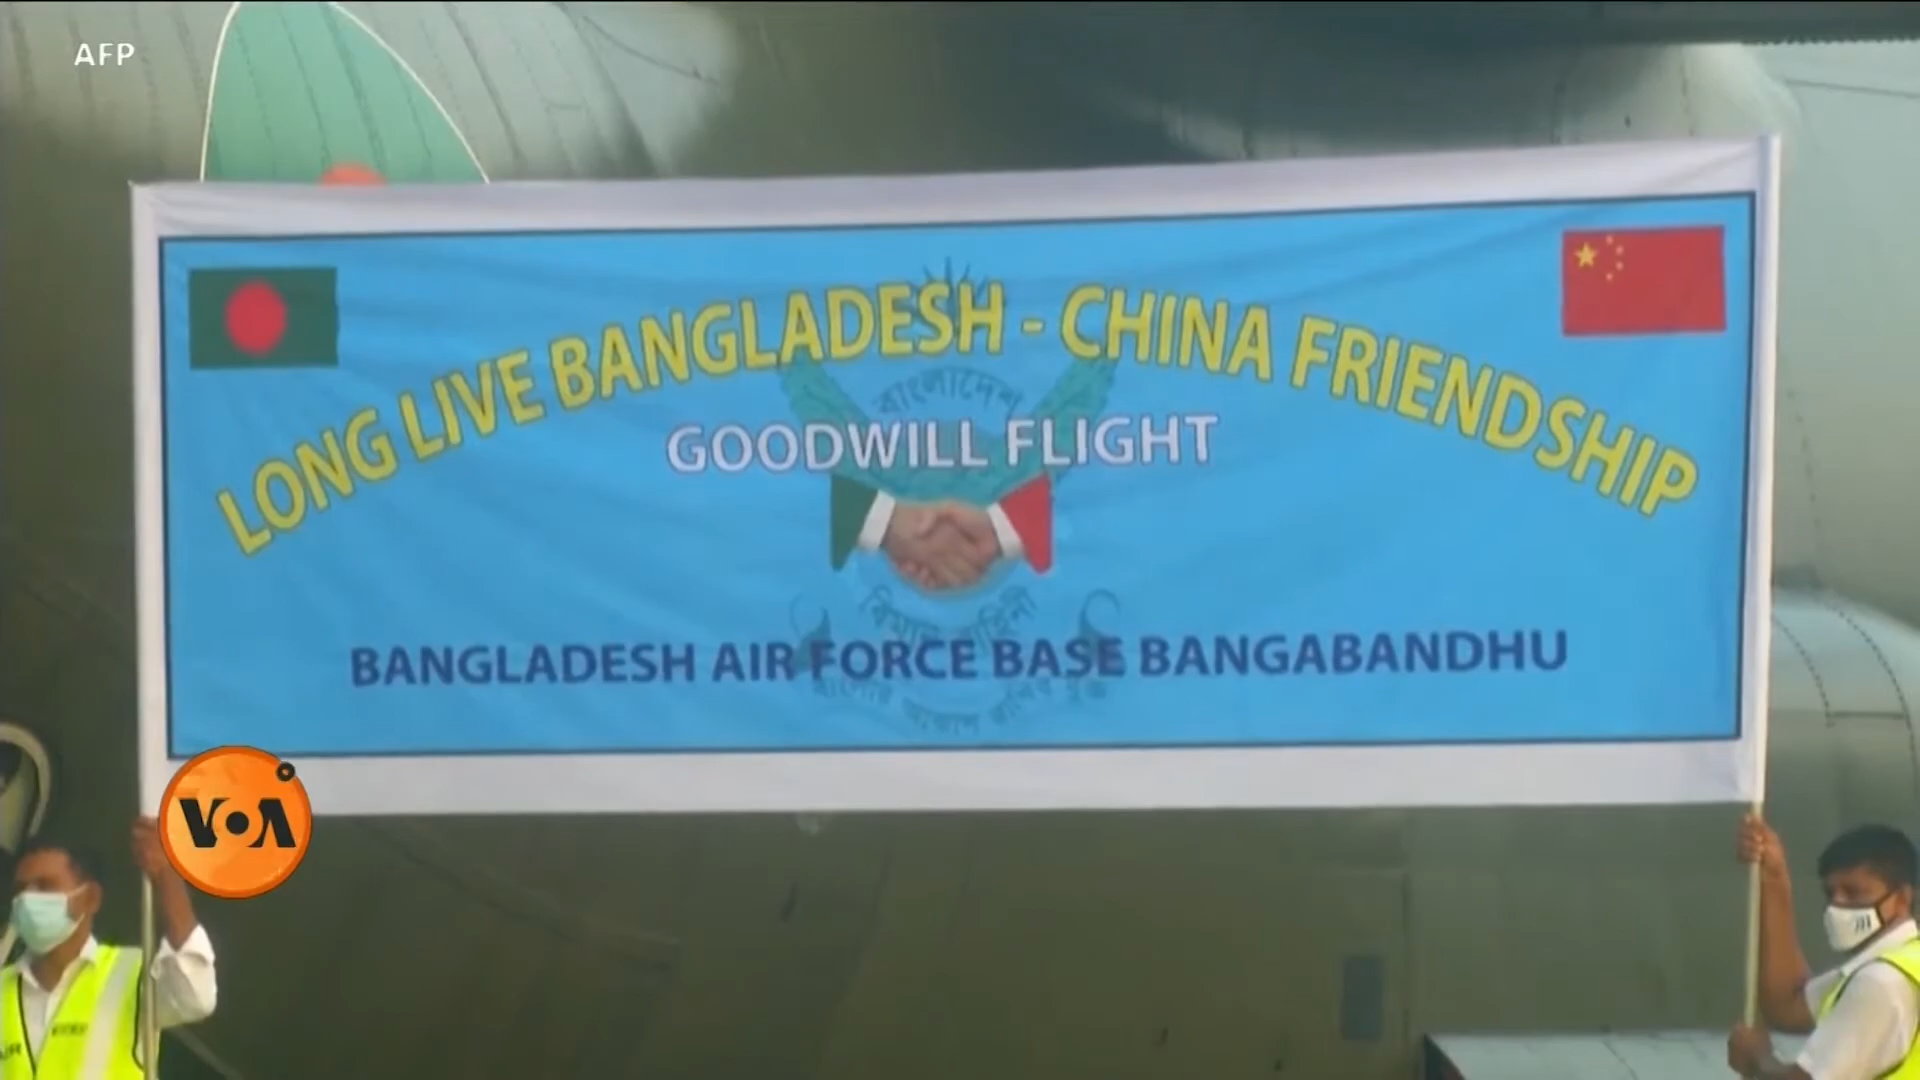 AFP
LONG LIVE BANGLADESH - CHINA FRIENDSHIP
বাংলাদেশ
GOODWILL FLIGHT
বিমান বাহিনী
BANGLADESH AIR FORCE BASE BANGABANDHU
VOA